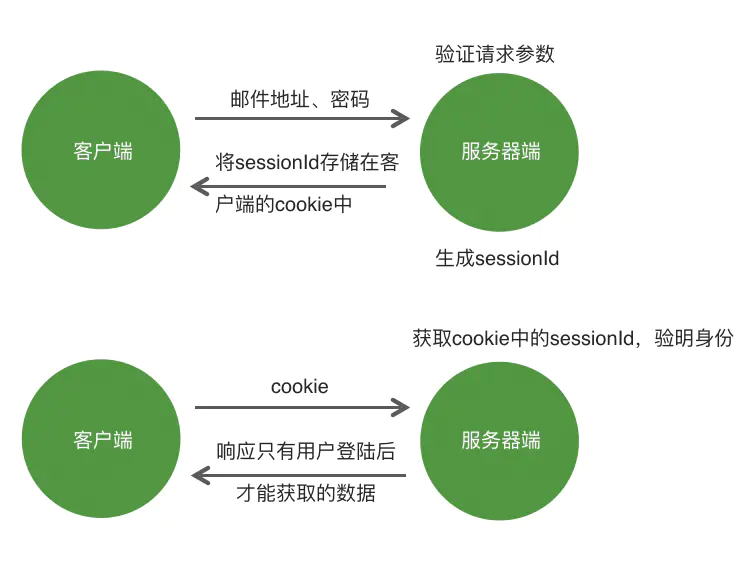 验证请求参数
邮件地址、密码
客户端
服务器端
将sessionId存储在客
户端的cookie中
生成sessionId
获取cookie中的sessionId，验明身份
cookie
客户端
服务器端
响应只有用户登陆后
才能获取的数据